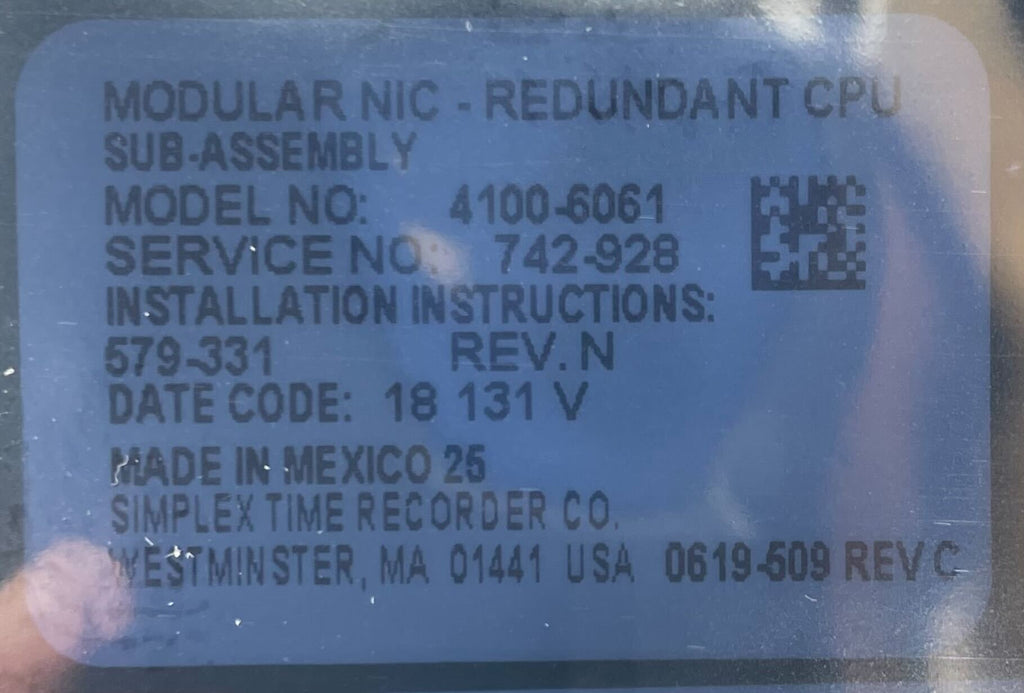 MODULAR NIC - REDUNDANT CPU
SUB-ASSEMBLY
MODEL NO: 4100-6061
SERVICE NO: 742-928
INSTALLATION INSTRUCTIONS:
579-331 REV. N
DATE CODE: 18 131 V
MADE IN MEXICO 25
SIMPLEX TIME RECORDER CO.
WESTMINSTER, MA 01441 USA 0619-509 REV C